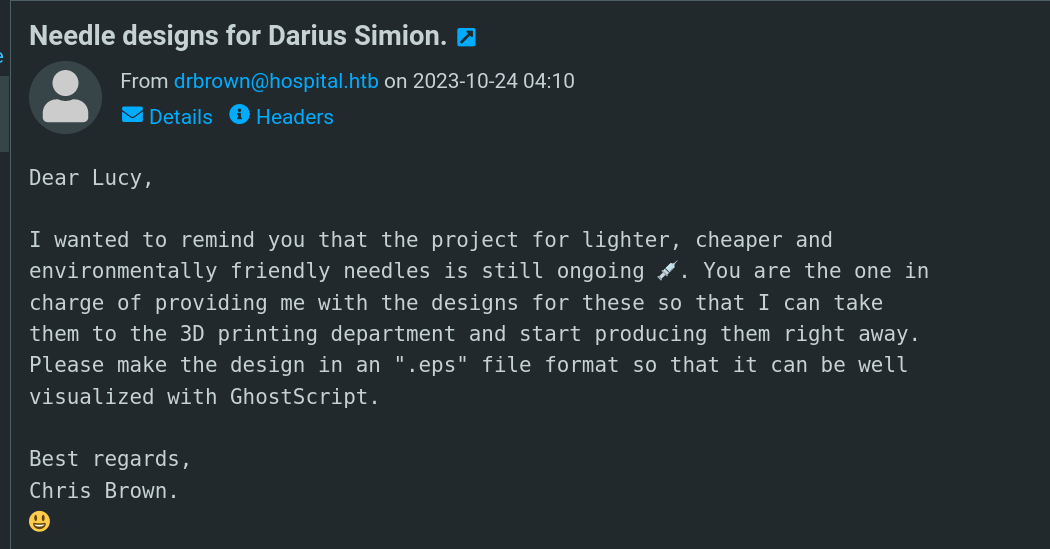 Needle designs for Darius Simion.
From drbrown@hospital.htb on 2023-10-24 04:10
Details Headers
Dear Lucy,
I wanted to remind you that the project for lighter, cheaper and
environmentally friendly needles is still ongoing 💉. You are the one in
charge of providing me with the designs for these so that I can take
them to the 3D printing department and start producing them right away.
Please make the design in an ".eps" file format so that it can be well
visualized with GhostScript.
Best regards,
Chris Brown.
😃